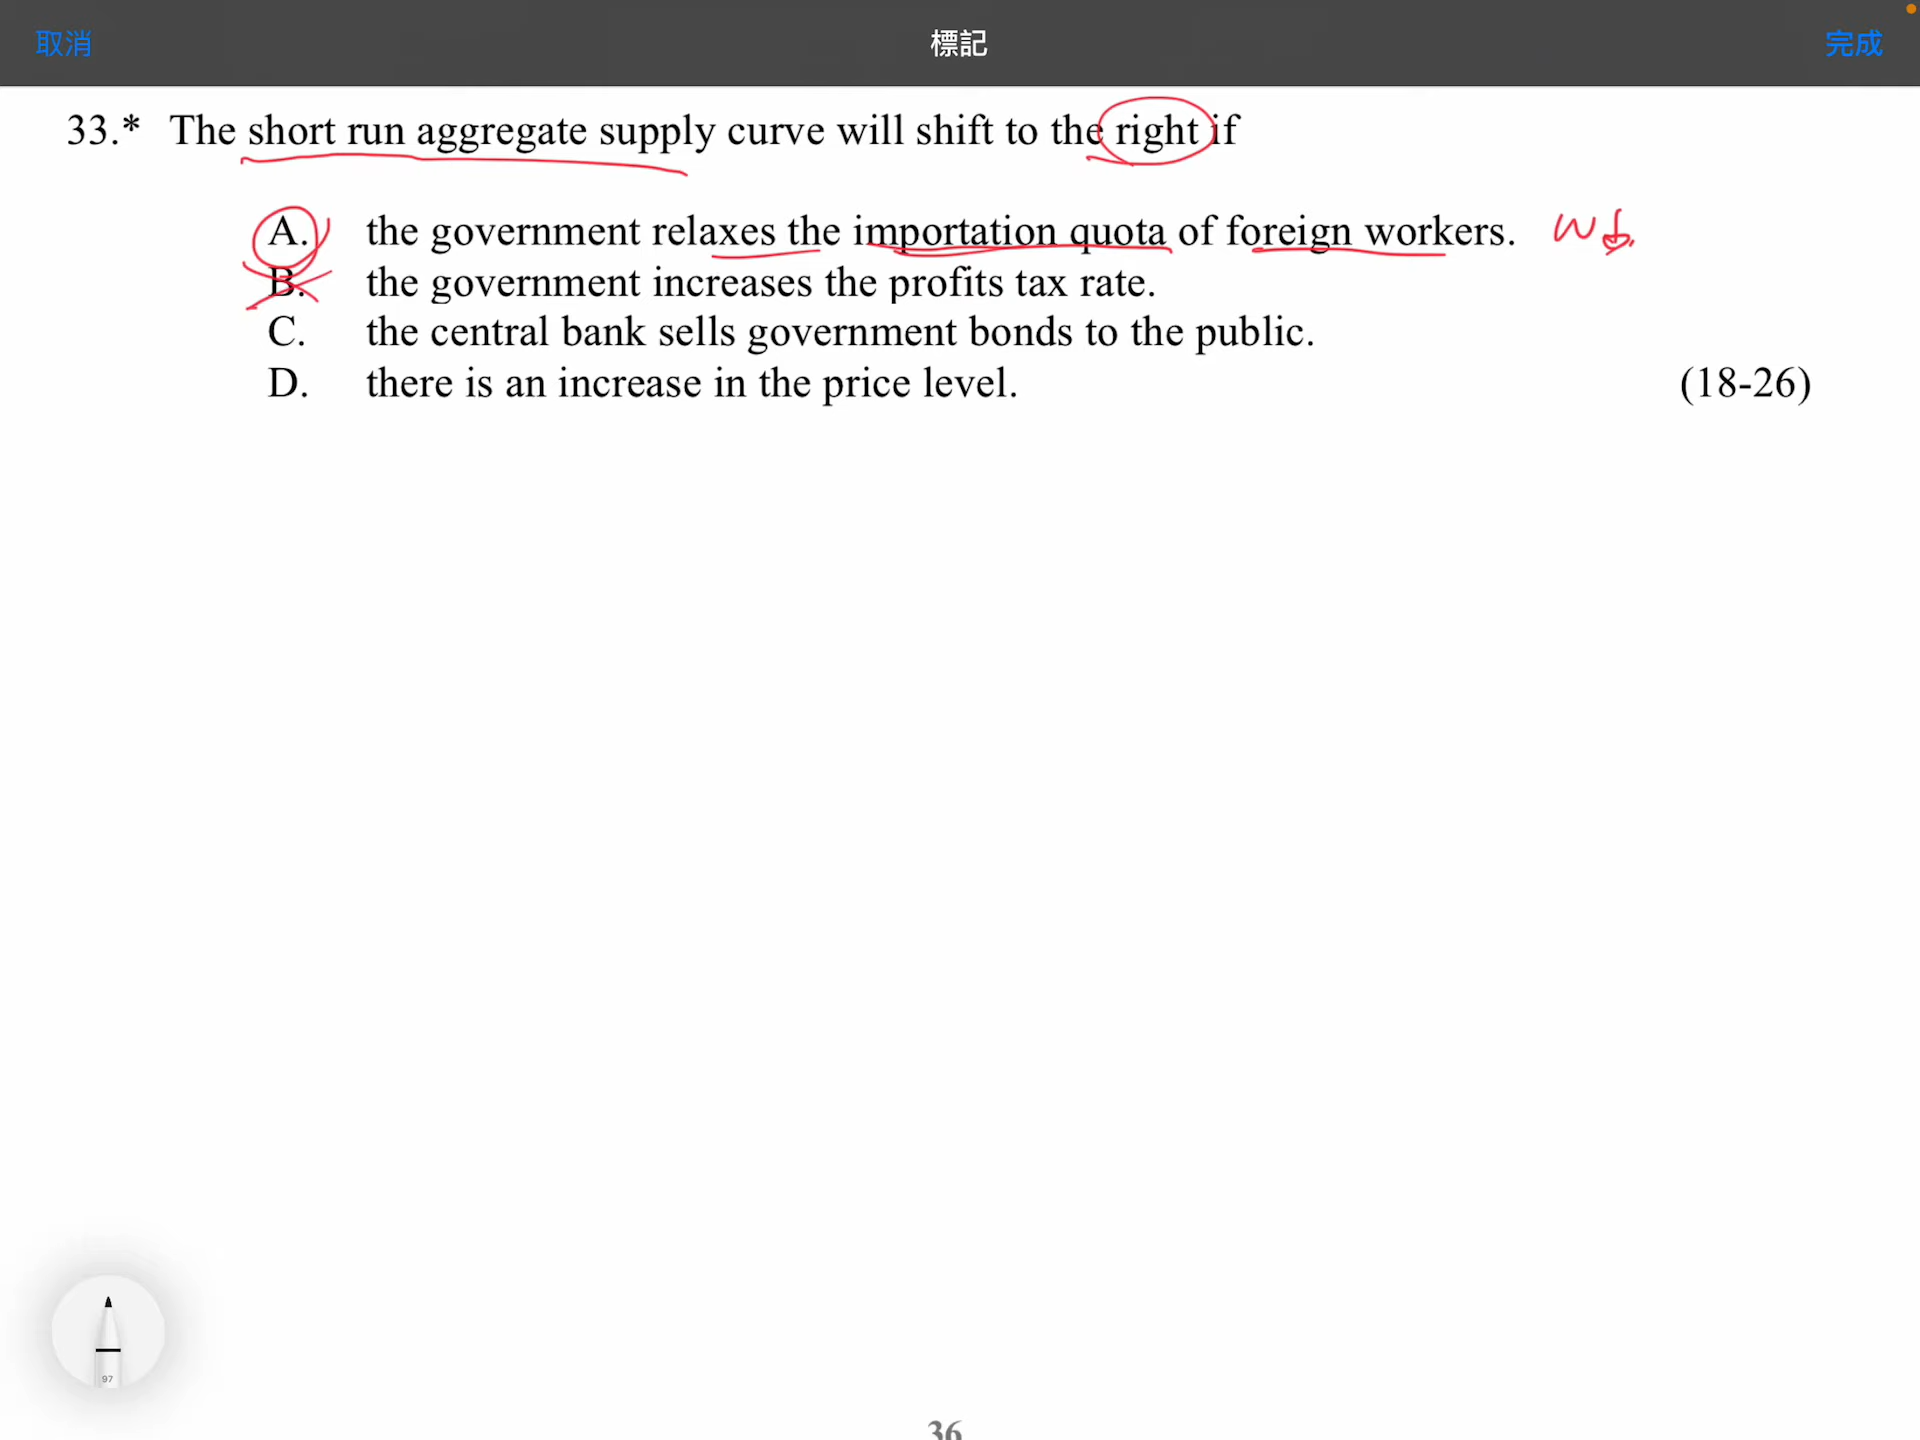 取消 標記 完成
33.* The short run aggregate supply curve will shift to the right if
A. the government relaxes the importation quota of foreign workers. W↓
B. the government increases the profits tax rate.
C. the central bank sells government bonds to the public.
D. there is an increase in the price level. (18-26)
97
36